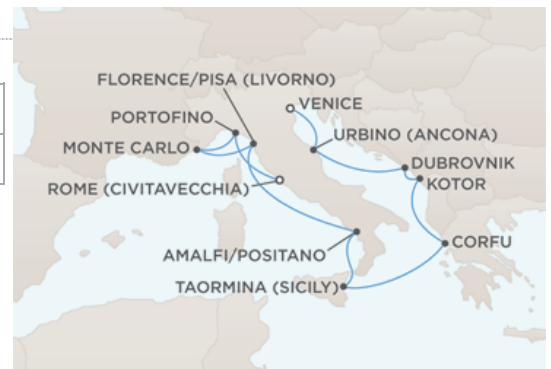 FLORENCE/PISA (LIVORNO)
VENICE
PORTOFINO
URBINO (ANCONA)
MONTE CARLO
DUBROVNIK
KOTOR
ROME (CIVITAVECCHIA)
CORFU
AMALFI/POSITANO
TAORMINA (SICILY)